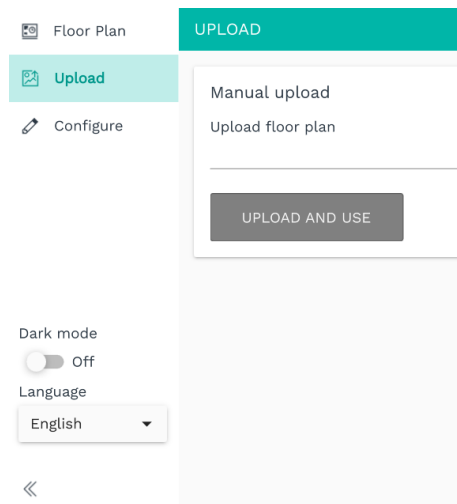 Floor Plan
Upload
Configure
Dark mode
Off
Language
English
UPLOAD
Manual upload
Upload floor plan
UPLOAD AND USE